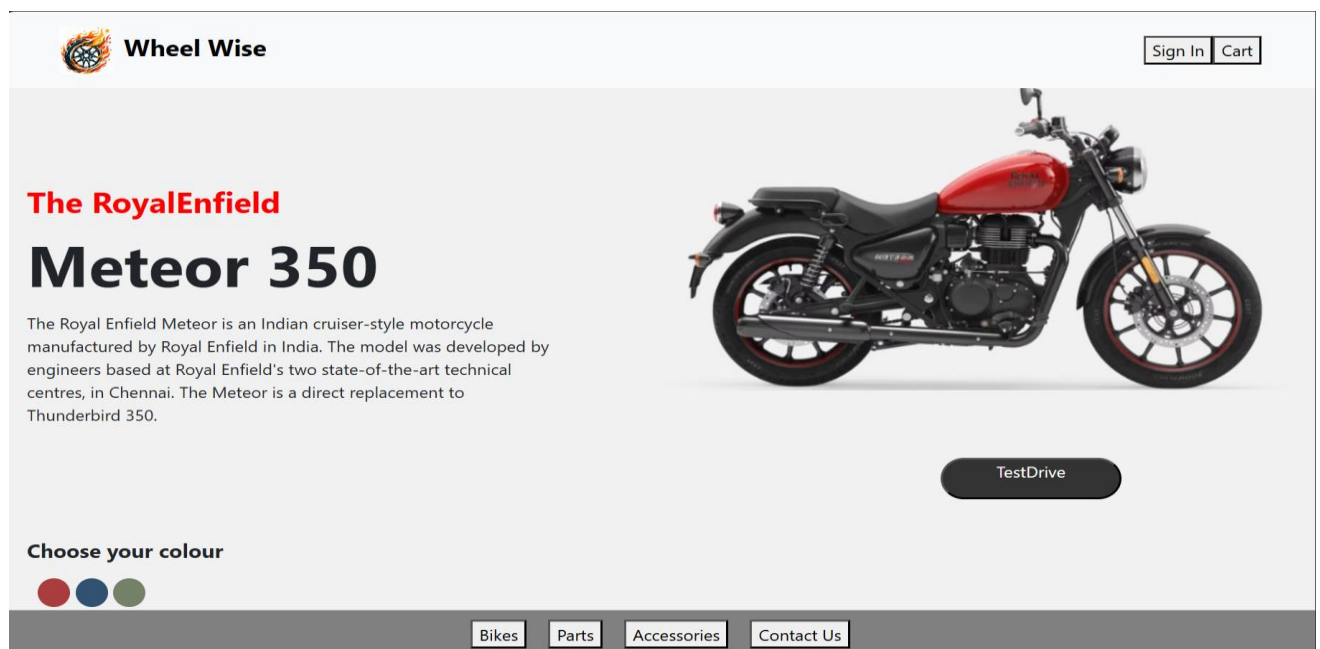 Wheel Wise
Sign In Cart
The RoyalEnfield
Meteor 350
The Royal Enfield Meteor is an Indian cruiser-style motorcycle
manufactured by Royal Enfield in India. The model was developed by
engineers based at Royal Enfield's two state-of-the-art technical
centres, in Chennai. The Meteor is a direct replacement to
Thunderbird 350.
ROYAL
ENFIELD
METEOR
TestDrive
Choose your colour
Bikes Parts Accessories Contact Us